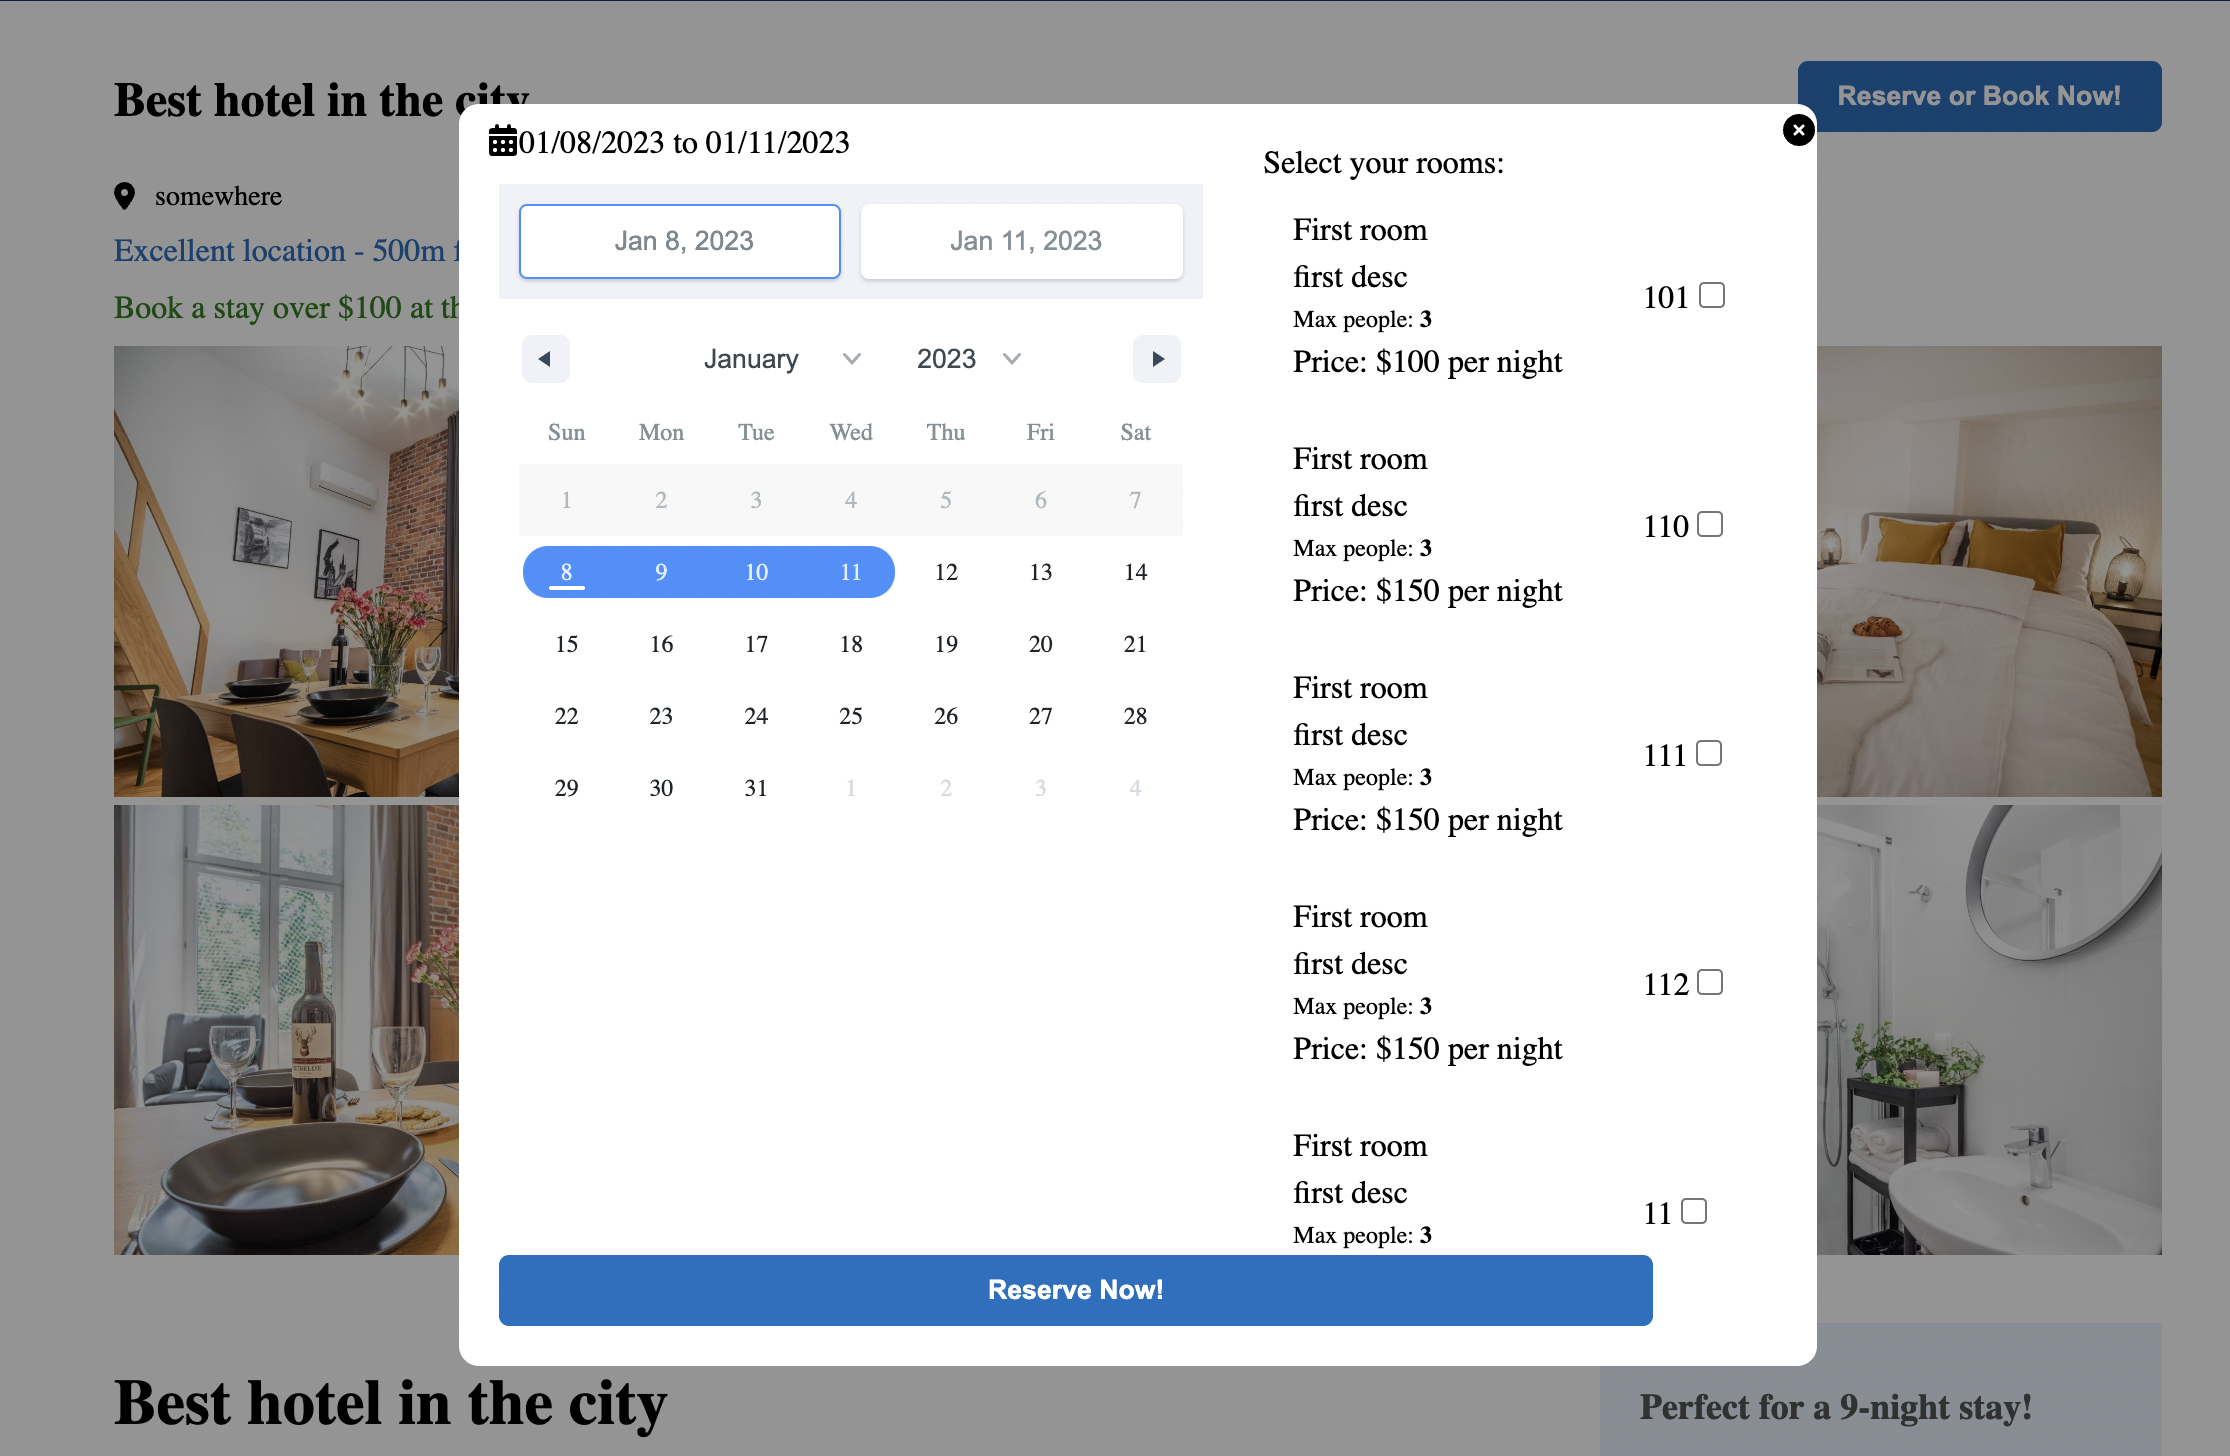 Best hotel in the city
Reserve or Book Now!
somewhere
Excellent location - 500m
Book a stay over $100 at
01/08/2023 to 01/11/2023
Jan 8, 2023 Jan 11, 2023
January 2023
Sun Mon Tue Wed Thu Fri Sat
1 2 3 4 5 6 7
8 9 10 11 12 13 14
15 16 17 18 19 20 21
22 23 24 25 26 27 28
29 30 31 1 2 3 4
Select your rooms:
First room
first desc
Max people: 3
Price: $100 per night
101
First room
first desc
Max people: 3
Price: $150 per night
110
First room
first desc
Max people: 3
Price: $150 per night
111
First room
first desc
Max people: 3
Price: $150 per night
112
First room
first desc
Max people: 3
11
Reserve Now!
Best hotel in the city
Perfect for a 9-night stay!